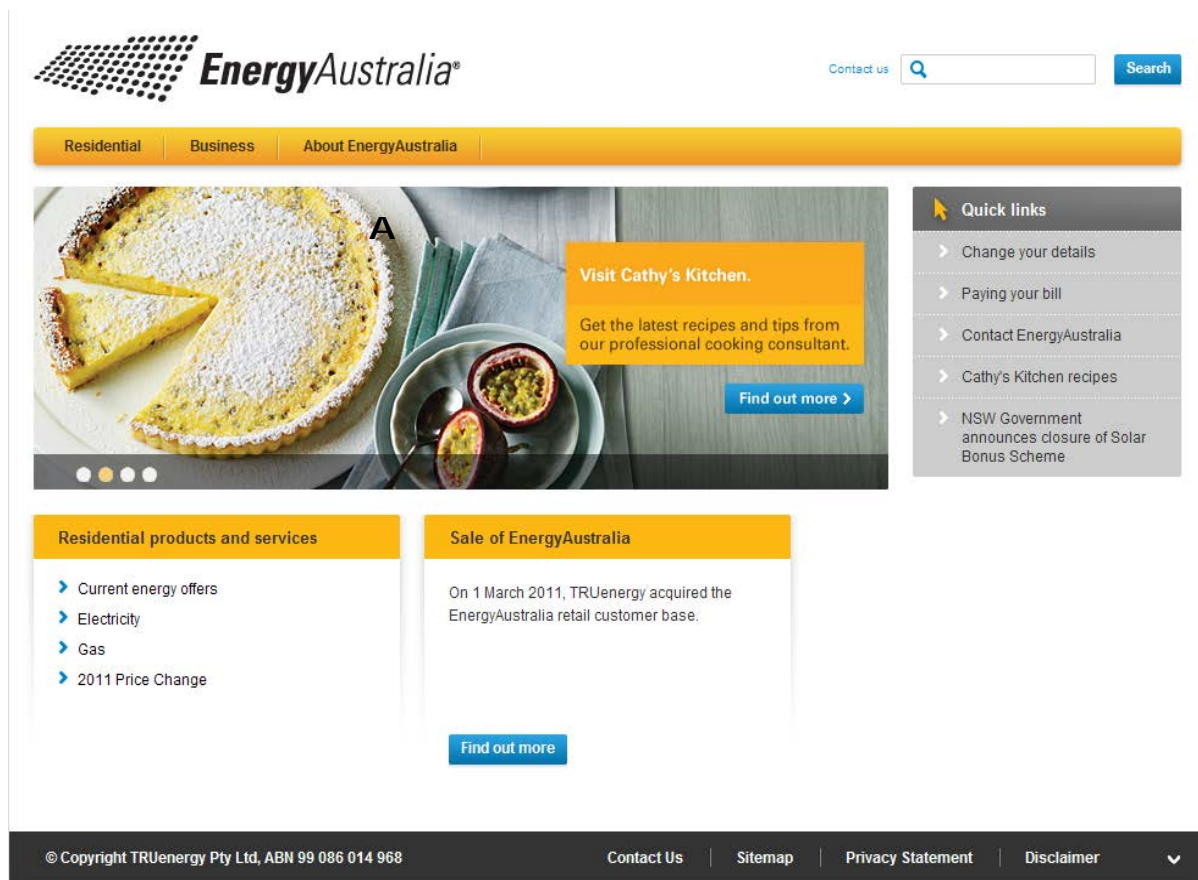 EnergyAustralia®
Contact us
Search
Residential
Business
About EnergyAustralia
A
Visit Cathy's Kitchen.
Get the latest recipes and tips from
our professional cooking consultant.
Find out more
Quick links
Change your details
Paying your bill
Contact EnergyAustralia
Cathy's Kitchen recipes
NSW Government
announces closure of Solar
Bonus Scheme
Residential products and services
Current energy offers
Electricity
Gas
2011 Price Change
Sale of EnergyAustralia
On 1 March 2011, TRUenergy acquired the
EnergyAustralia retail customer base.
Find out more
© Copyright TRUenergy Pty Ltd, ABN 99 086 014 968
Contact Us
Sitemap
Privacy Statement
Disclaimer